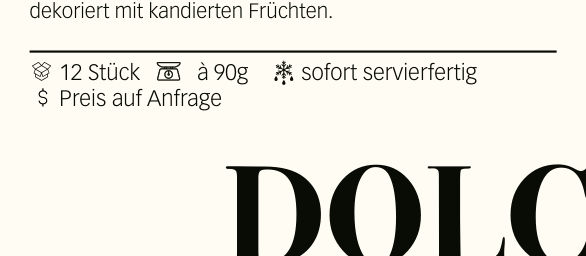 dekoriert mit kandierten Früchten.
12 Stück à 90g sofort servierfertig
$ Preis auf Anfrage
DOLC